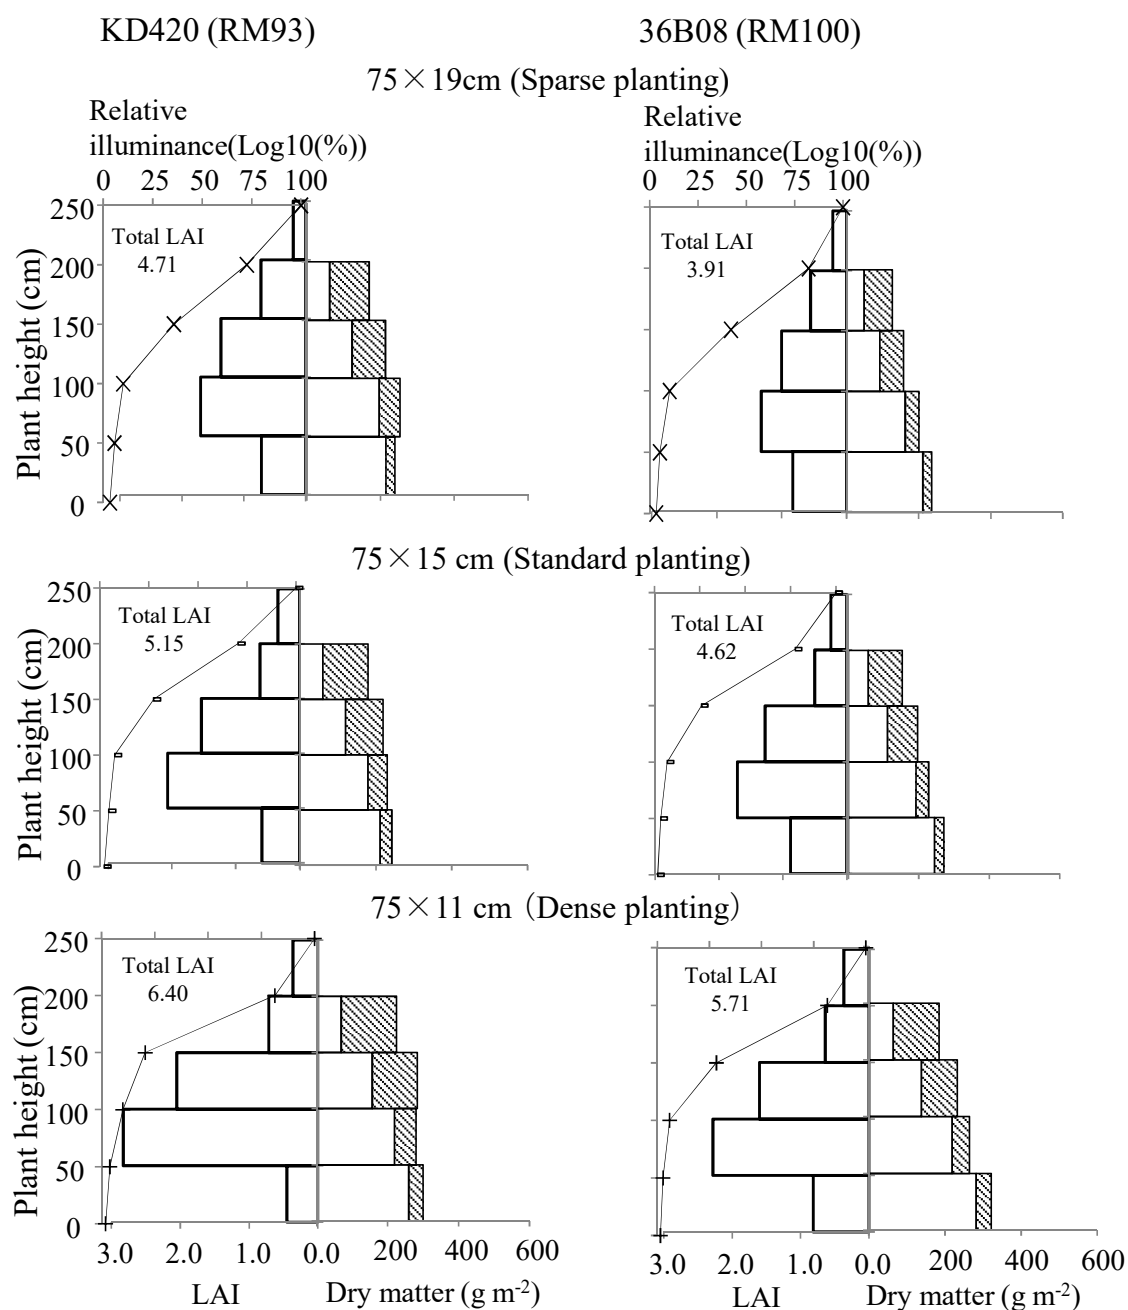 KD420 (RM93)
36B08 (RM100)
75×19cm (Sparse planting)
Relative
illuminance(Log10(%))
0 25 50 75 100
Relative
illuminance(Log10(%))
0 25 50 75 100
Plant height (cm)
250
200
150
100
50
0
Total LAI
4.71
Total LAI
3.91
75×15 cm (Standard planting)
Plant height (cm)
250
200
150
100
50
0
Total LAI
5.15
Total LAI
4.62
75×11 cm (Dense planting)
Plant height (cm)
250
200
150
100
50
0
Total LAI
6.40
Total LAI
5.71
3.0 2.0 1.0 0.0 200 400 600
LAI Dry matter (g m-2)
3.0 2.0 1.0 0.0 200 400 600
LAI Dry matter (g m-2)